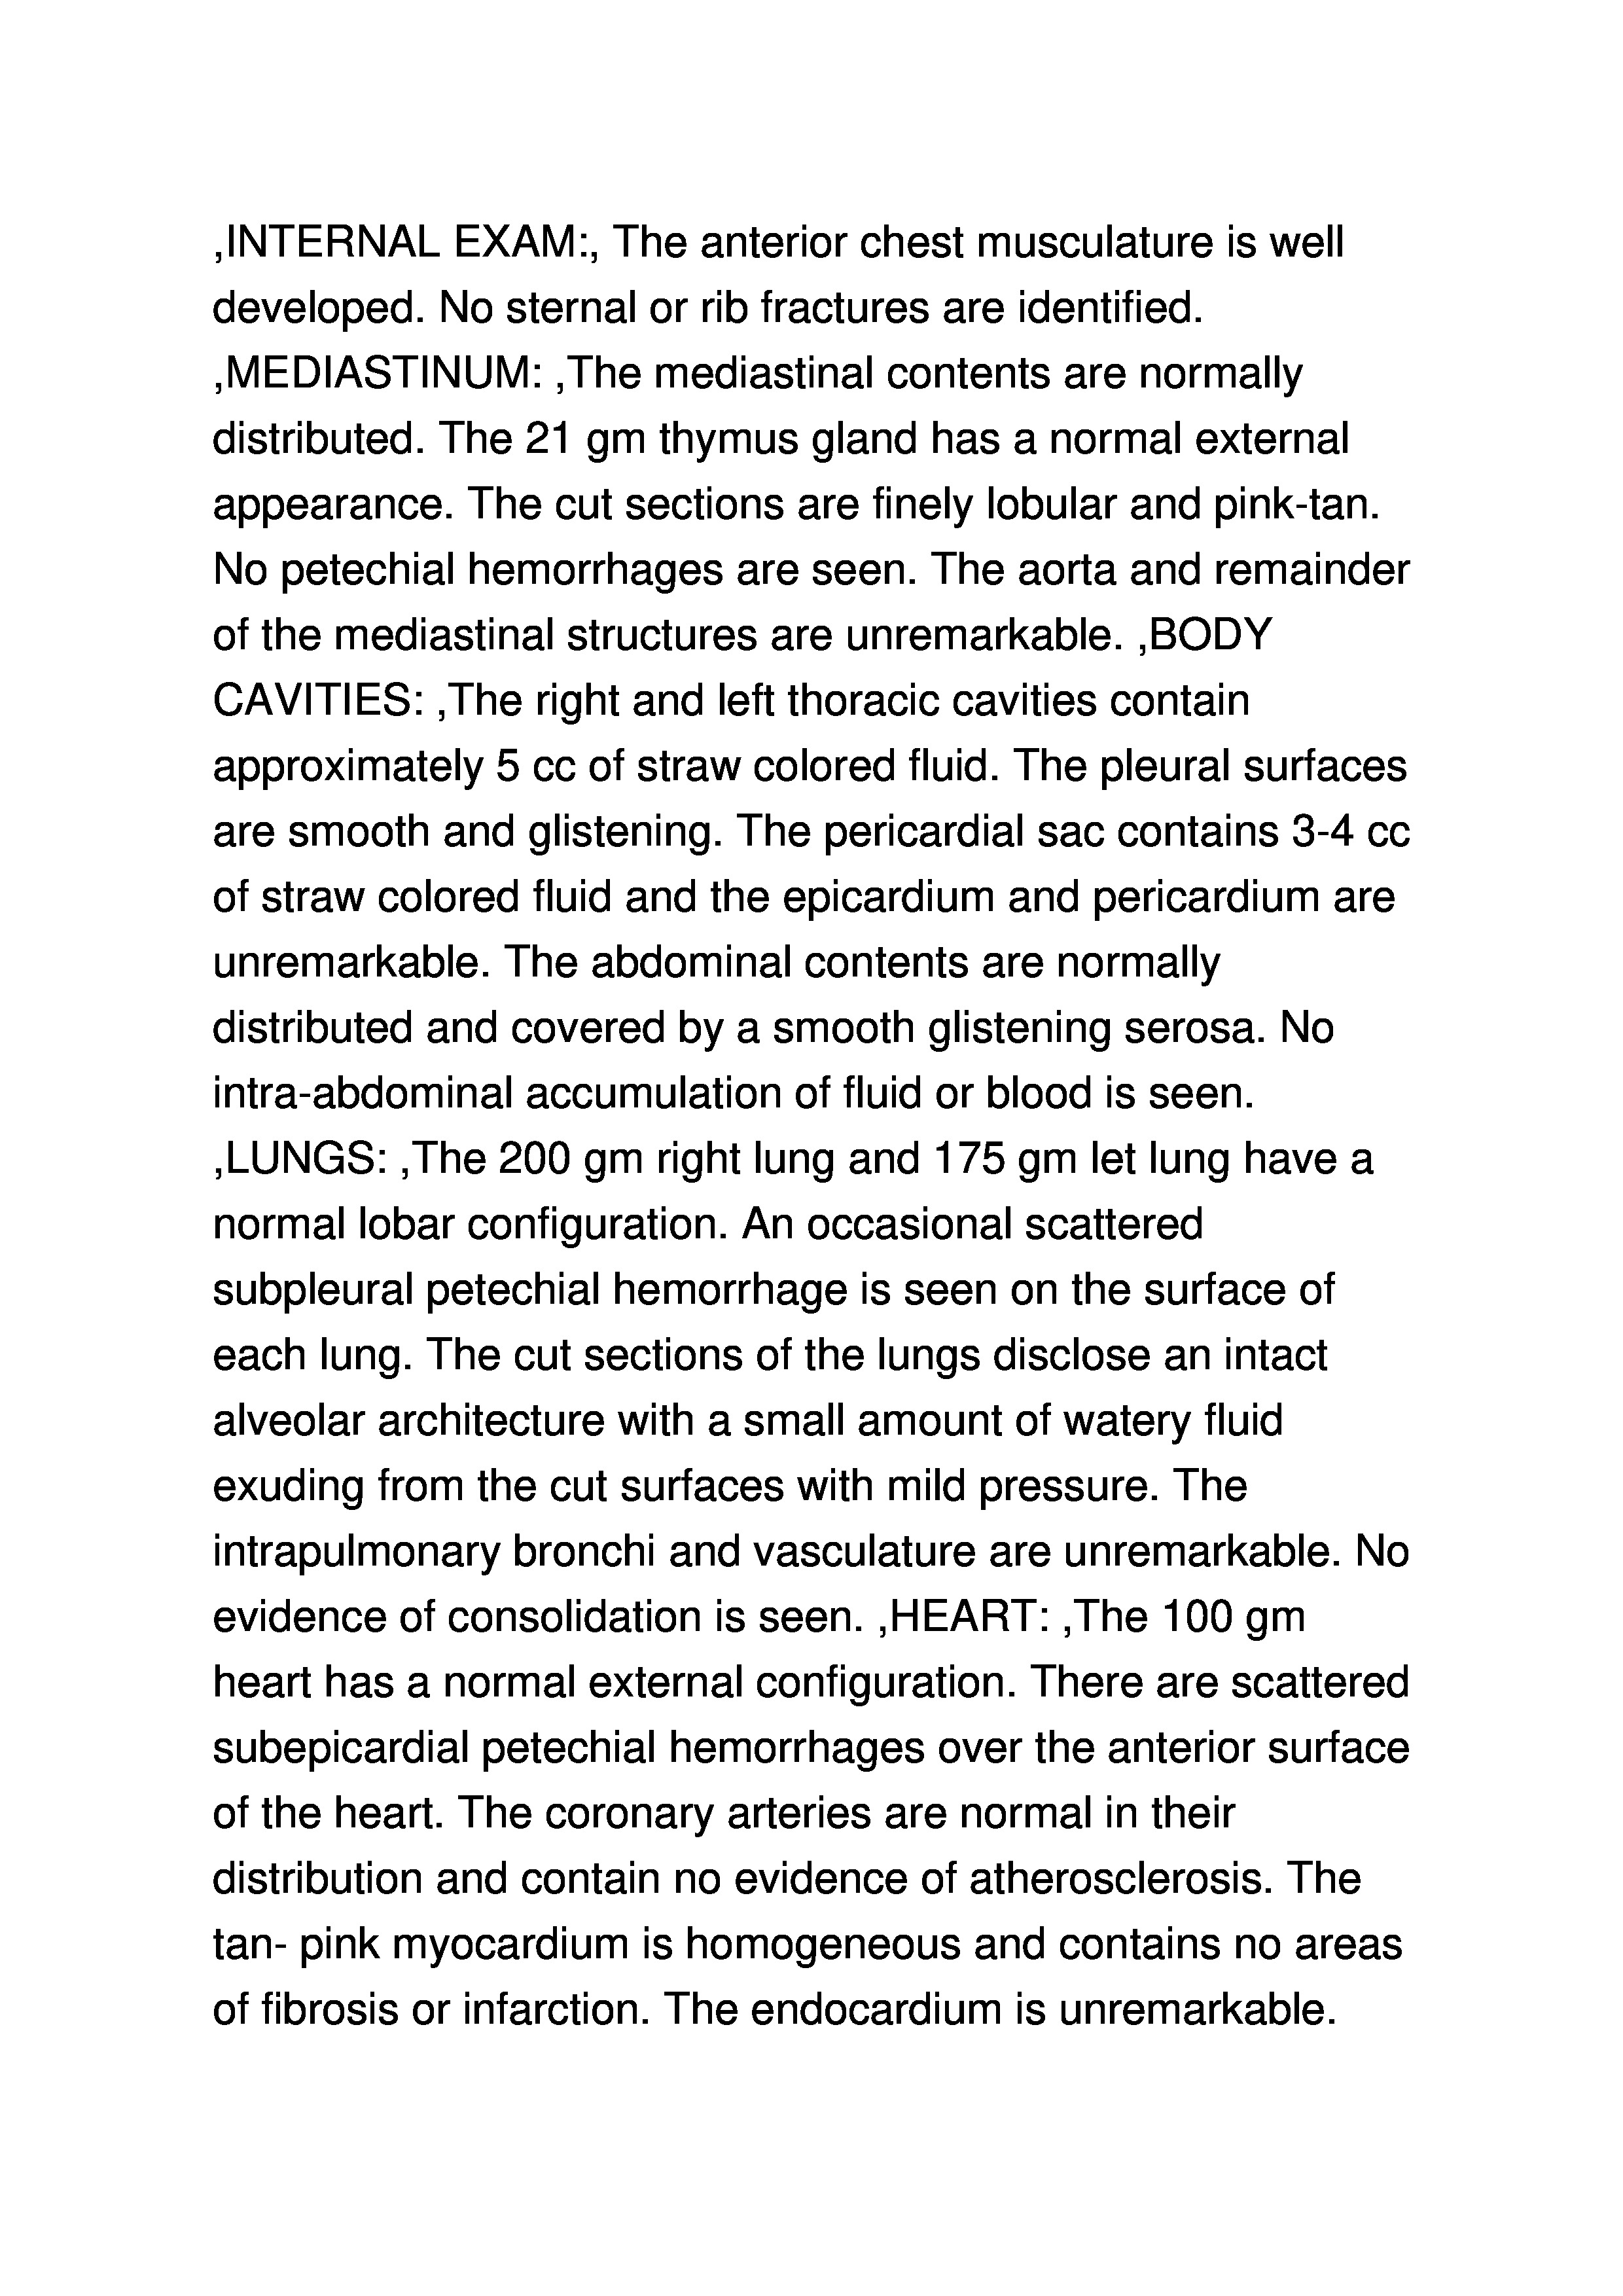 ,INTERNAL EXAM:, The anterior chest musculature is well
developed. No sternal or rib fractures are identified.
,MEDIASTINUM: ,The mediastinal contents are normally
distributed. The 21 gm thymus gland has a normal external
appearance. The cut sections are finely lobular and pink-tan.
No petechial hemorrhages are seen. The aorta and remainder
of the mediastinal structures are unremarkable. ,BODY
CAVITIES: ,The right and left thoracic cavities contain
approximately 5 cc of straw colored fluid. The pleural surfaces
are smooth and glistening. The pericardial sac contains 3-4 cc
of straw colored fluid and the epicardium and pericardium are
unremarkable. The abdominal contents are normally
distributed and covered by a smooth glistening serosa. No
intra-abdominal accumulation of fluid or blood is seen.
,LUNGS: ,The 200 gm right lung and 175 gm let lung have a
normal lobar configuration. An occasional scattered
subpleural petechial hemorrhage is seen on the surface of
each lung. The cut sections of the lungs disclose an intact
alveolar architecture with a small amount of watery fluid
exuding from the cut surfaces with mild pressure. The
intrapulmonary bronchi and vasculature are unremarkable. No
evidence of consolidation is seen. ,HEART: ,The 100 gm
heart has a normal external configuration. There are scattered
subepicardial petechial hemorrhages over the anterior surface
of the heart. The coronary arteries are normal in their
distribution and contain no evidence of atherosclerosis. The
tan- pink myocardium is homogeneous and contains no areas
of fibrosis or infarction. The endocardium is unremarkable.